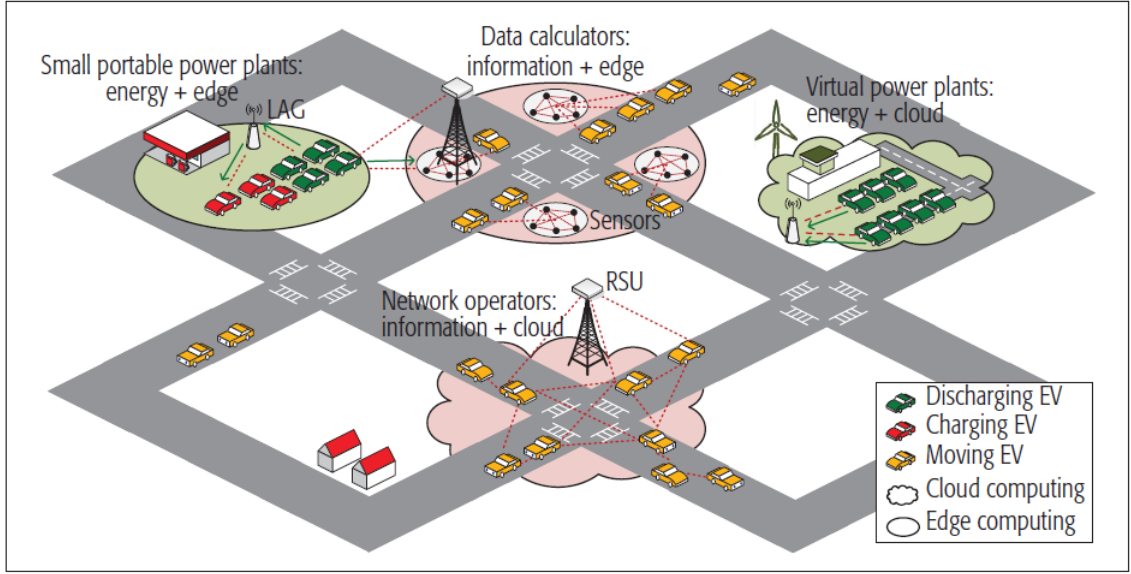 Small portable power plants:
energy + edge
LAG
Data calculators:
information + edge
Virtual power plants:
energy + cloud
Sensors
RSU
Network operators:
information + cloud
Discharging EV
Charging EV
Moving EV
Cloud computing
Edge computing